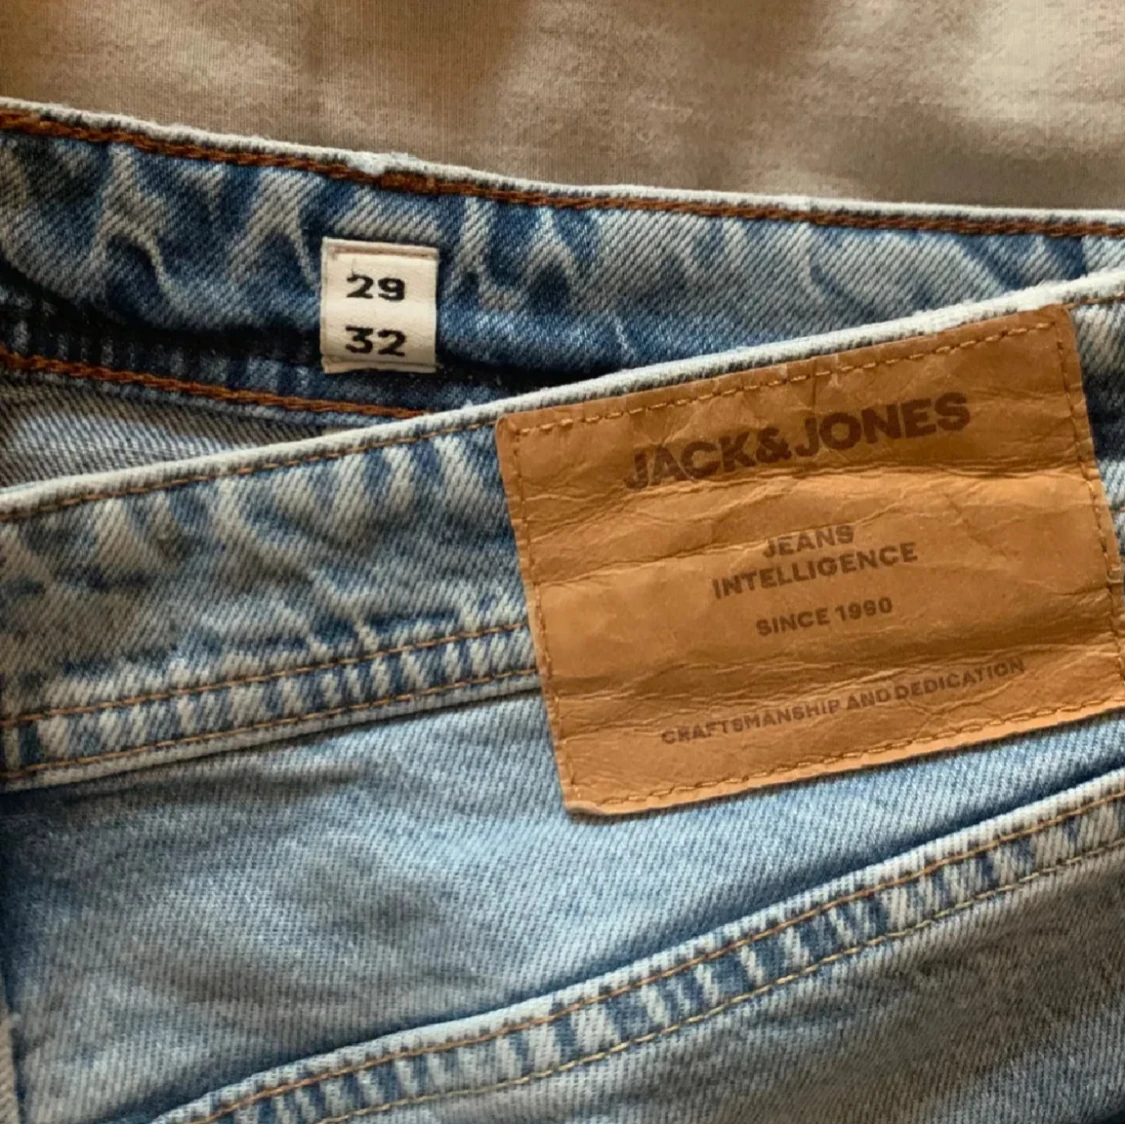 29
32
JACK&JONES
JEANS
INTELLIGENCE
SINCE 1990
CRAFTSMANSHIP AND DEDICATION